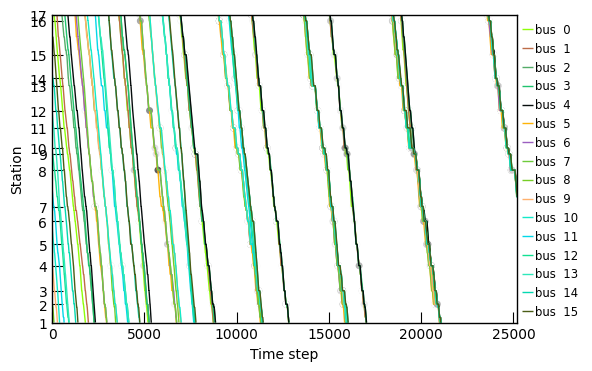 17
16
15
14
13
12
11
10
9
8
7
6
5
4
3
2
1
Station
0 5000 10000 15000 20000 25000
Time step
bus 0
bus 1
bus 2
bus 3
bus 4
bus 5
bus 6
bus 7
bus 8
bus 9
bus 10
bus 11
bus 12
bus 13
bus 14
bus 15